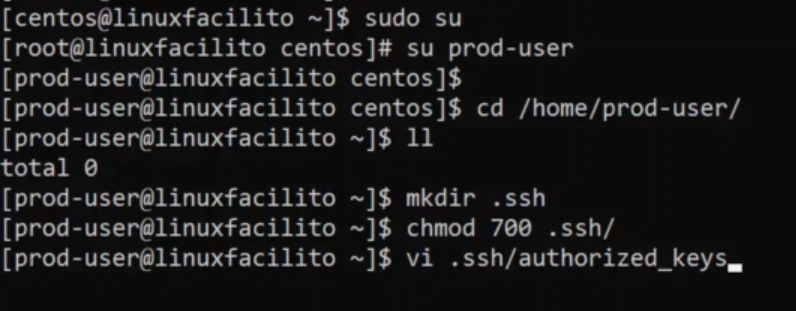 [centos@linuxfacilito ~]$ sudo su
[root@linuxfacilito centos]# su prod-user
[prod-user@linuxfacilito centos]$
[prod-user@linuxfacilito centos]$ cd /home/prod-user/
[prod-user@linuxfacilito ~]$ ll
total 0
[prod-user@linuxfacilito ~]$ mkdir .ssh
[prod-user@linuxfacilito ~]$ chmod 700 .ssh/
[prod-user@linuxfacilito ~]$ vi .ssh/authorized_keys